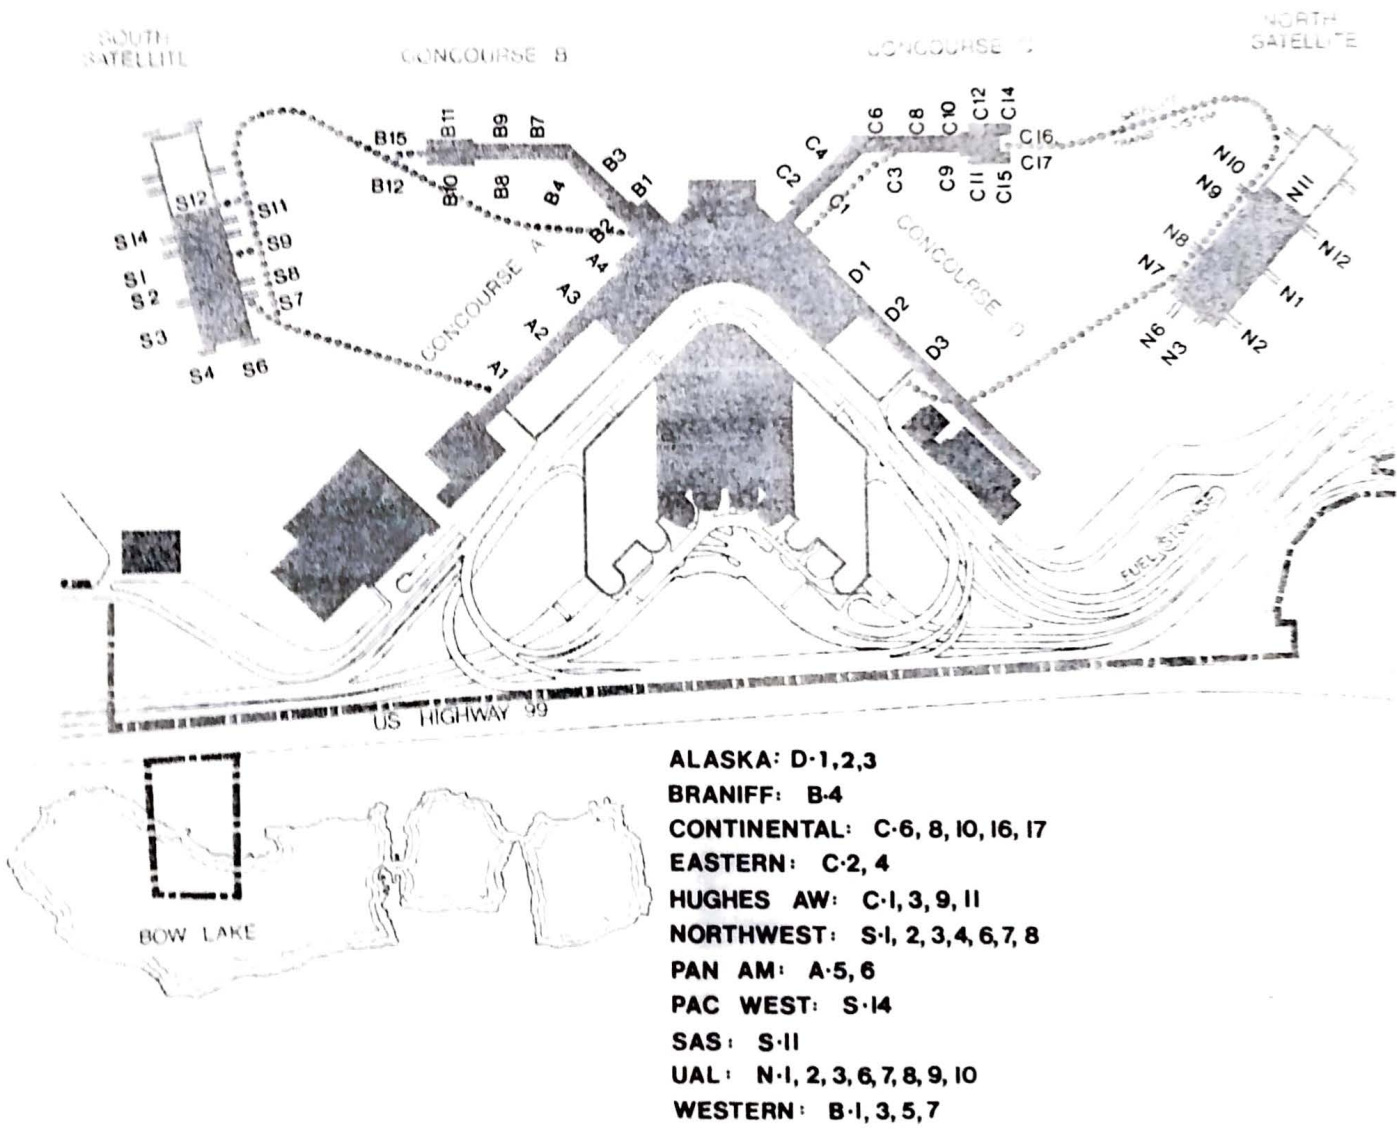 SOUTH
SATELLITE
CONCOURSE B
CONCOURSE C
NORTH
SATELLITE
B15
B11
B9
B7
B3
B1
B12
B10
B8
B4
B2
C2
C4
C6
C8
C10
C12
C14
C16
C17
C1
C3
C9
C11
C15
SATELLITE
TRANSIT SYSTEM
S12
S11
S14
S9
S1
S8
S2
S7
S3
S4
S6
CONCOURSE A
A4
A3
A2
A1
CONCOURSE D
D1
D2
D3
N10
N9
N11
N8
N7
N12
N1
N6
N3
N2
US HIGHWAY 99
BOW LAKE
ALASKA: D·1,2,3
BRANIFF: B·4
CONTINENTAL: C·6, 8, 10, 16, 17
EASTERN: C·2, 4
HUGHES AW: C·1, 3, 9, 11
NORTHWEST: S·1, 2, 3, 4, 6, 7, 8
PAN AM: A·5, 6
PAC WEST: S·14
SAS: S·11
UAL: N·1, 2, 3, 6, 7, 8, 9, 10
WESTERN: B·1, 3, 5, 7